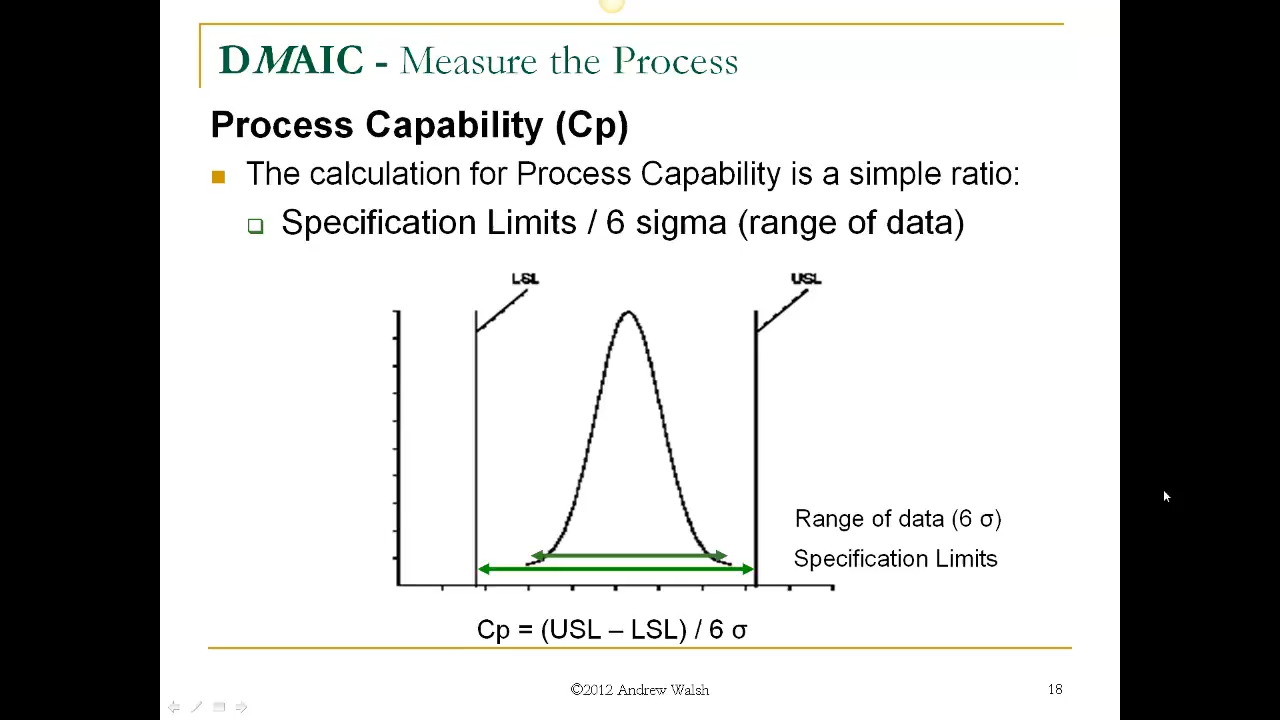 DMAIC - Measure the Process
Process Capability (Cp)
The calculation for Process Capability is a simple ratio:
Specification Limits / 6 sigma (range of data)
LSL
USL
Range of data (6 σ)
Specification Limits
Cp = (USL – LSL) / 6 σ
©2012 Andrew Walsh
18